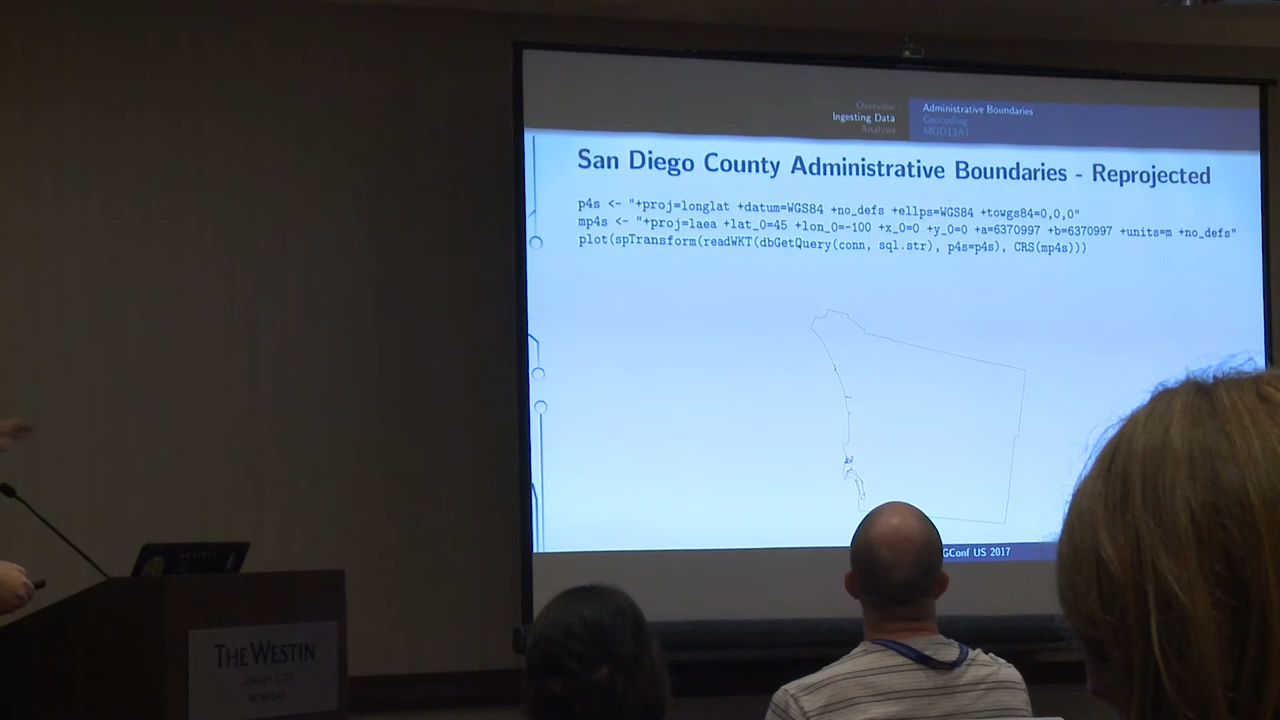 Overview
Ingesting Data
Analysis
Administrative Boundaries
Geocoding
MOD13A1
San Diego County Administrative Boundaries - Reprojected
p4s <- "+proj=longlat +datum=WGS84 +no_defs +ellps=WGS84 +towgs84=0,0,0"
mp4s <- "+proj=laea +lat_0=45 +lon_0=-100 +x_0=0 +y_0=0 +a=6370997 +b=6370997 +units=m +no_defs"
plot(spTransform(readWKT(dbGetQuery(conn, sql.str), p4s=p4s), CRS(mp4s)))
GConf US 2017
THE WESTIN
JERSEY CITY
NEWPORT